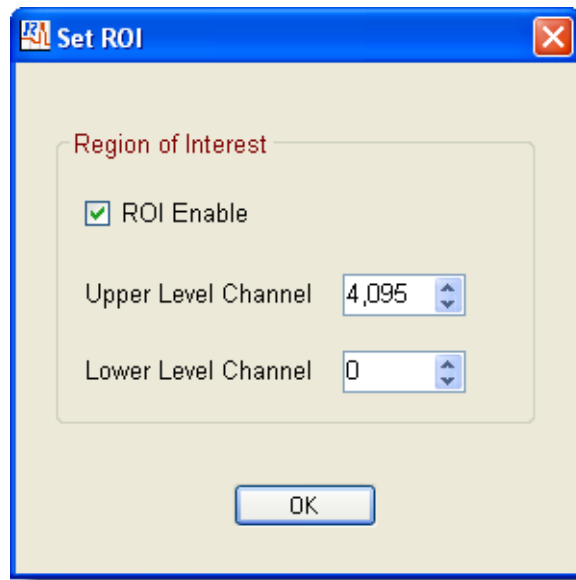 Set ROI
Region of Interest
ROI Enable
Upper Level Channel 4,095
Lower Level Channel 0
OK